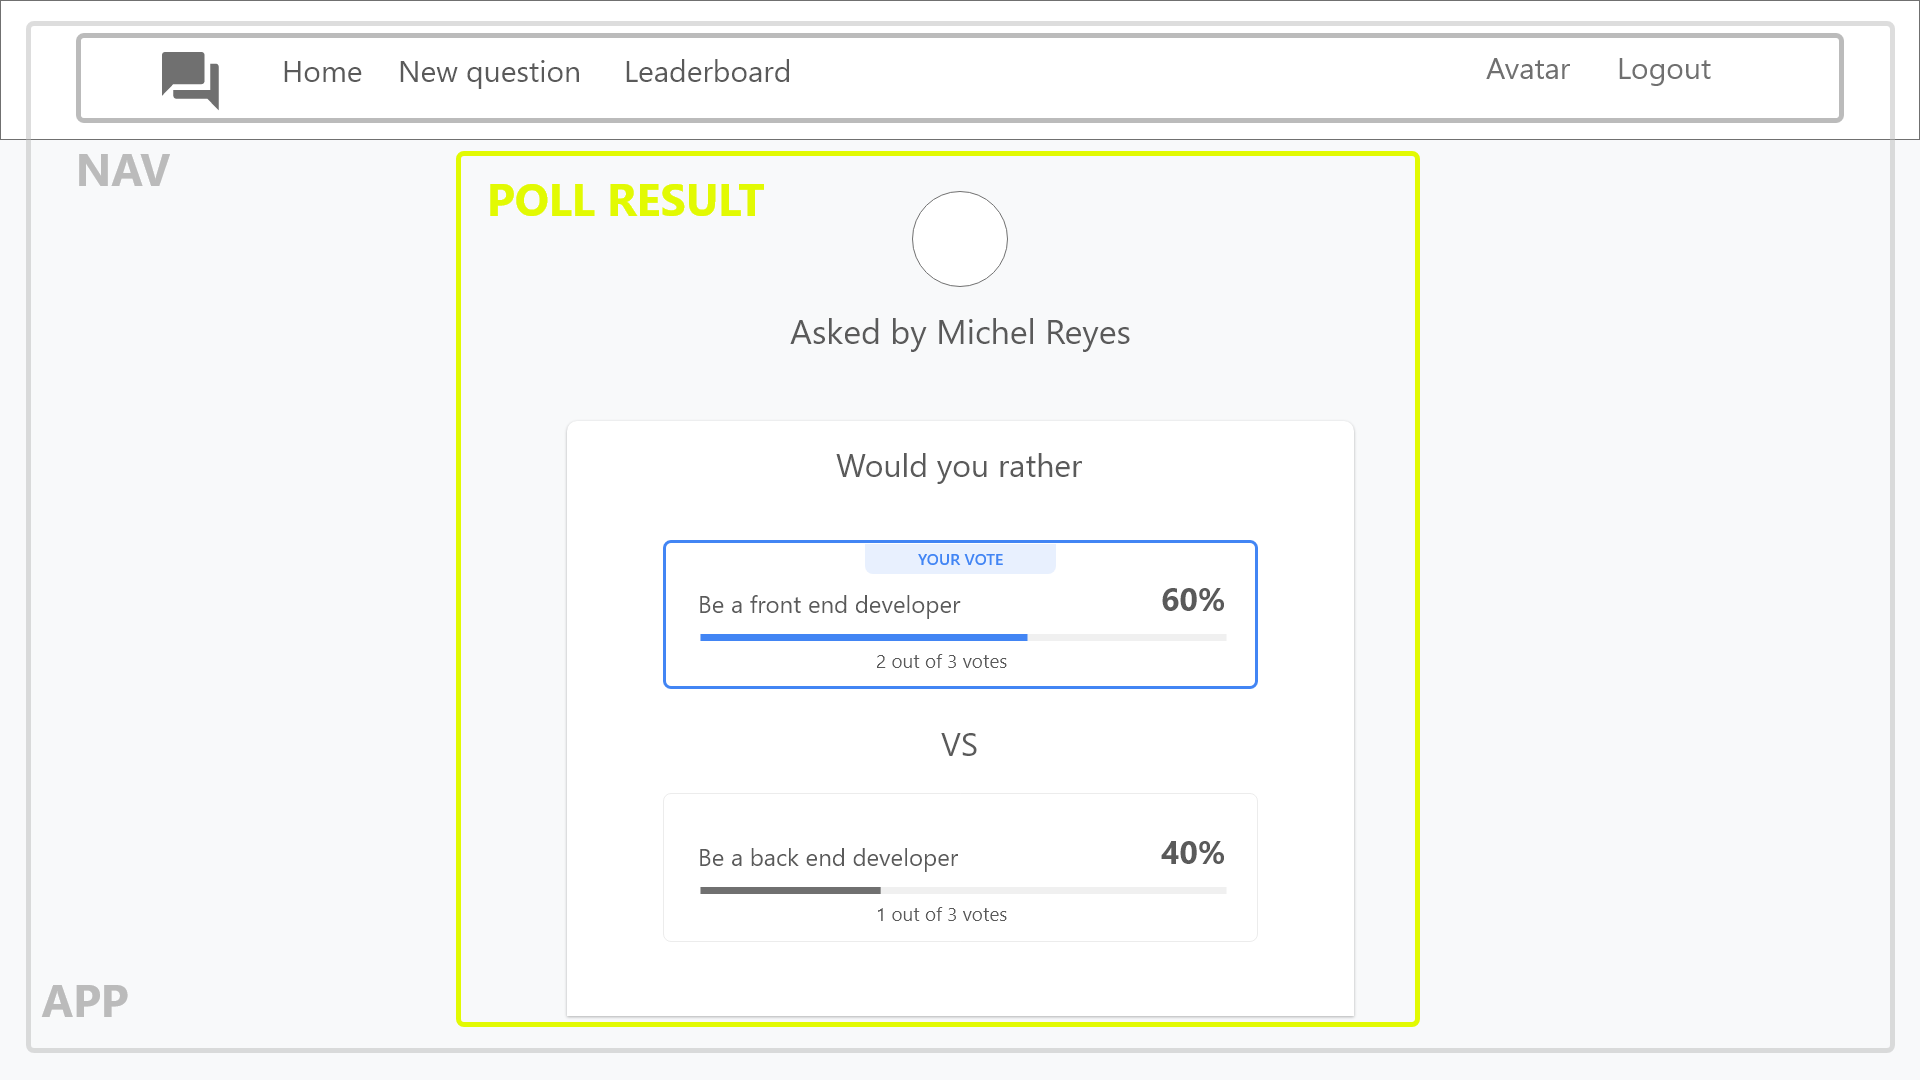 Home New question Leaderboard Avatar Logout
NAV
POLL RESULT
Asked by Michel Reyes
Would you rather
YOUR VOTE
Be a front end developer 60%
2 out of 3 votes
VS
Be a back end developer 40%
1 out of 3 votes
APP